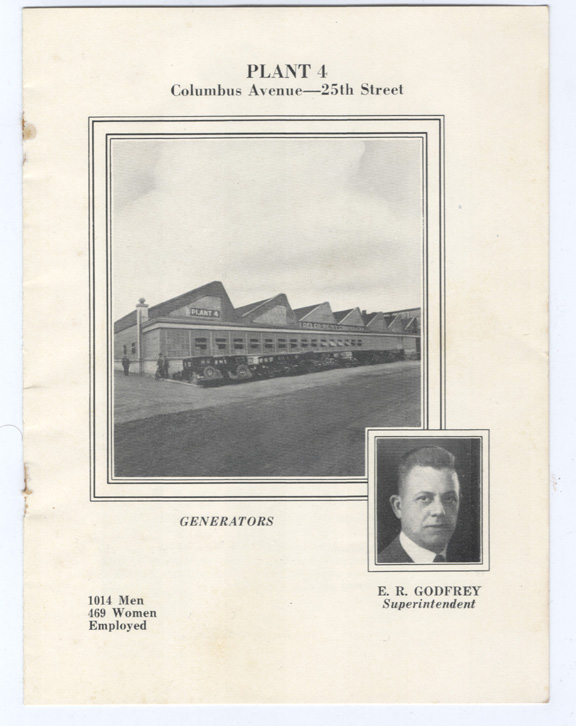 PLANT 4
Columbus Avenue—25th Street
PLANT 4
GENERATORS
E. R. GODFREY
Superintendent
1014 Men
469 Women
Employed